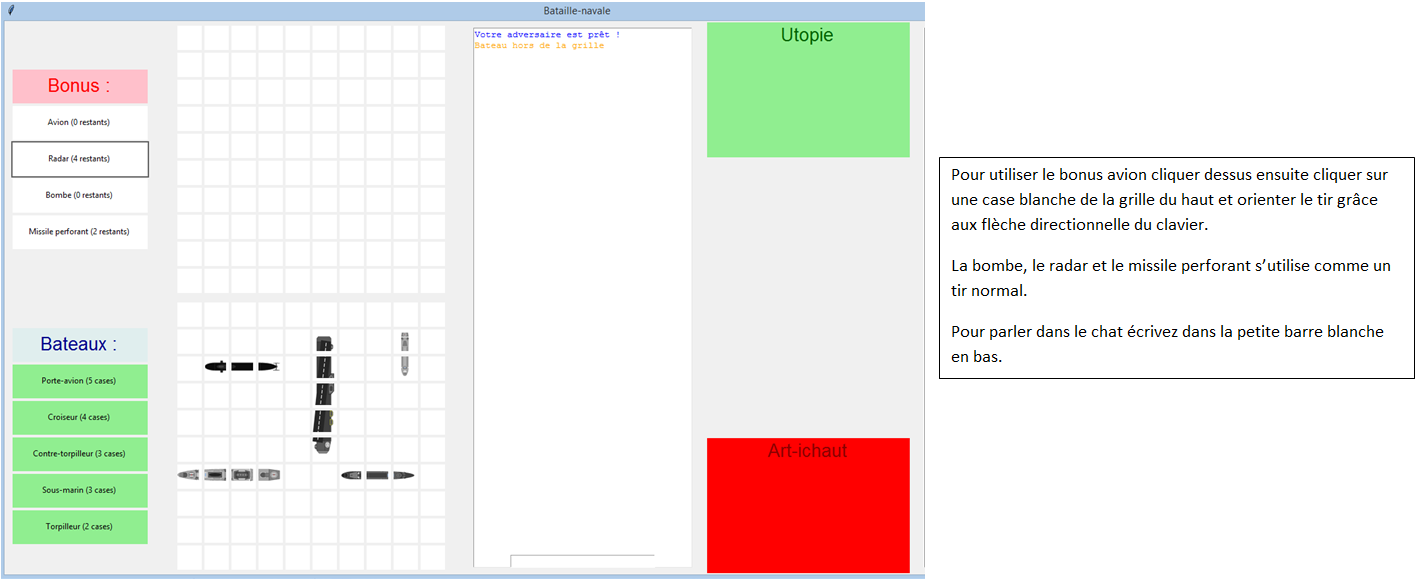 Bataille-navale
Bonus :
Avion (0 restants)
Radar (4 restants)
Bombe (0 restants)
Missile perforant (2 restants)
Bateaux :
Porte-avion (5 cases)
Croiseur (4 cases)
Contre-torpilleur (3 cases)
Sous-marin (3 cases)
Torpilleur (2 cases)
Votre adversaire est prêt !
Bateau hors de la grille
Utopie
Art-ichaut
Pour utiliser le bonus avion cliquer dessus ensuite cliquer sur
une case blanche de la grille du haut et orienter le tir grâce
aux flèche directionnelle du clavier.
La bombe, le radar et le missile perforant s’utilise comme un
tir normal.
Pour parler dans le chat écrivez dans la petite barre blanche
en bas.